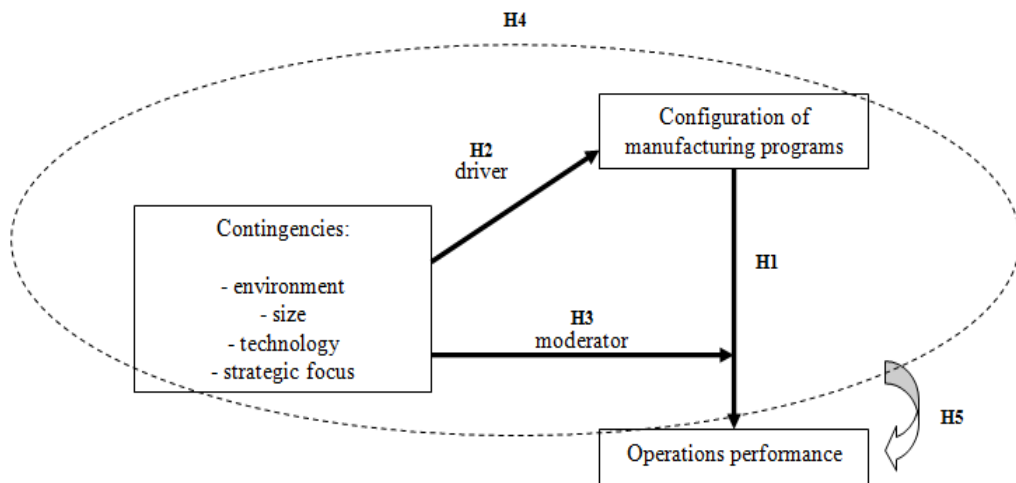 H4
Configuration of
manufacturing programs
H2
driver
Contingencies:
- environment
- size
- technology
- strategic focus
H1
H3
moderator
H5
Operations performance